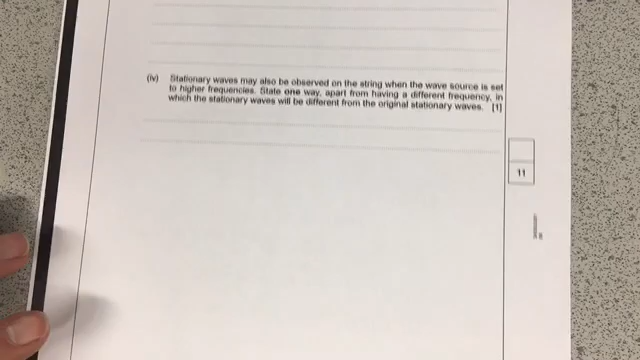 (iv) Stationary waves may also be observed on the string when the wave source is set
to higher frequencies. State one way, apart from having a different frequency, in
which the stationary waves will be different from the original stationary waves. [1]
11